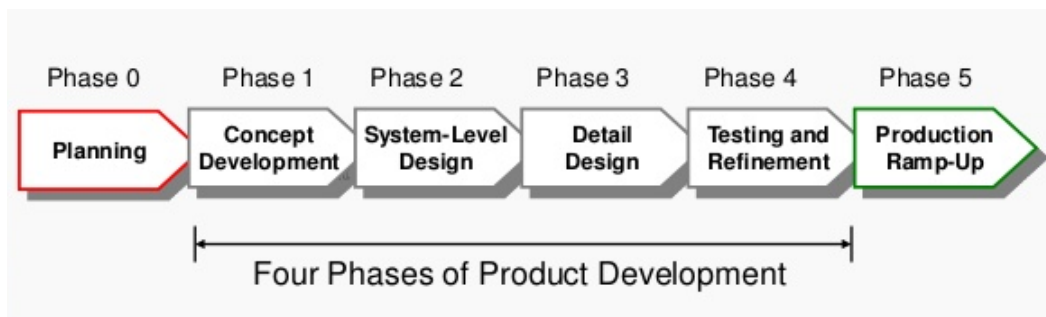 Phase 0 Phase 1 Phase 2 Phase 3 Phase 4 Phase 5
Planning
Concept
Development
System-Level
Design
Detail
Design
Testing and
Refinement
Production
Ramp-Up
Four Phases of Product Development